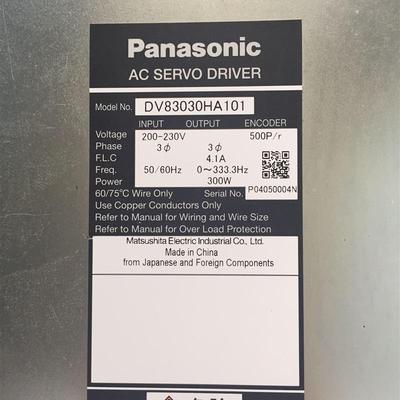 Panasonic
AC SERVO DRIVER
Model No. DV83030HA101
INPUT OUTPUT ENCODER
Voltage 200-230V 500P/r
Phase 3ϕ 3ϕ
F.L.C 4.1A
Freq. 50/60Hz 0~333.3Hz
Power 300W
60/75℃ Wire Only Serial No. P04050004N
Use Copper Conductors Only
Refer to Manual for Wiring and Wire Size
Refer to Manual for Over Load Protection
Matsushita Electric Industrial Co., Ltd.
Made in China
from Japanese and Foreign Components